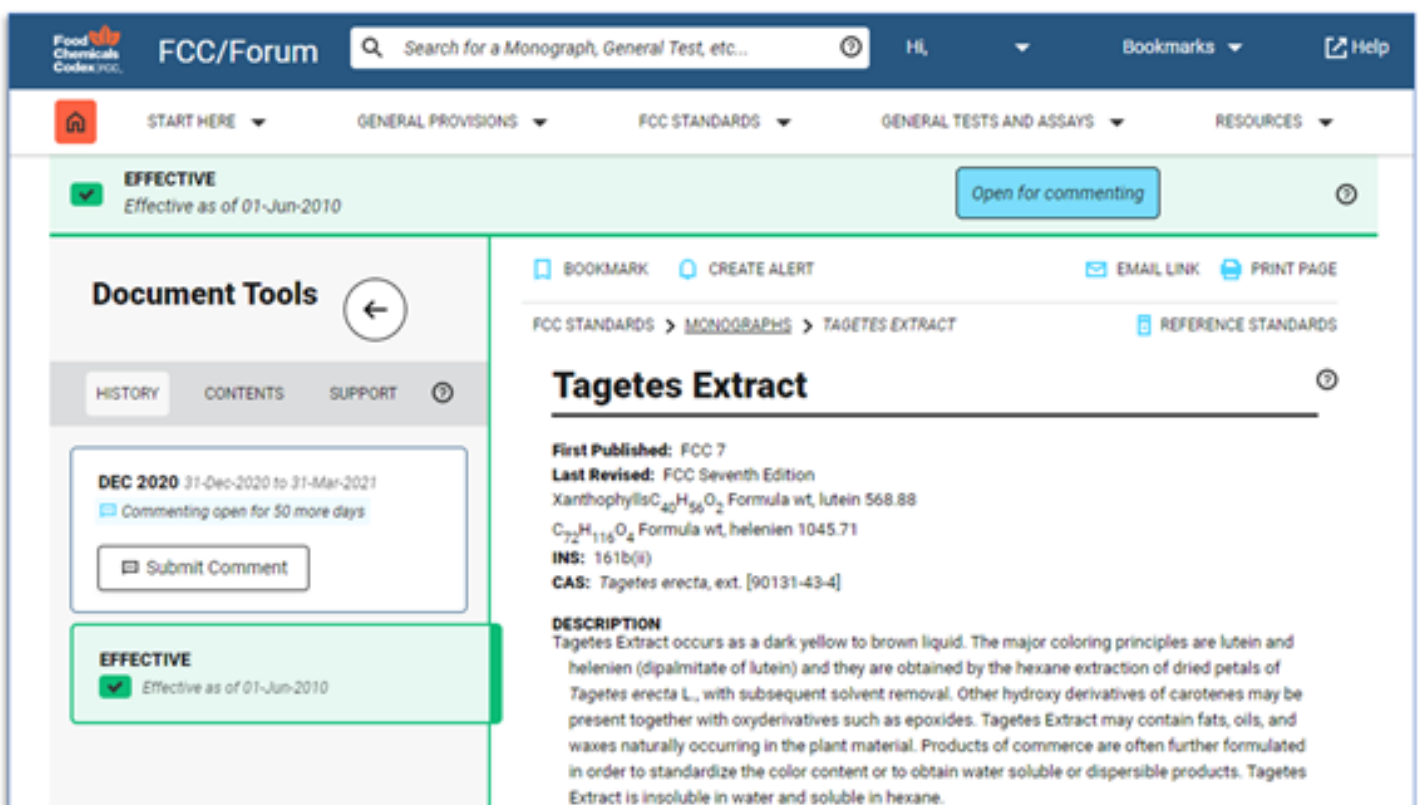 Food
Chemicals
Codex
FCC/Forum
Search for a Monograph, General Test, etc...
Hi,
Bookmarks
Help
START HERE
GENERAL PROVISIONS
FCC STANDARDS
GENERAL TESTS AND ASSAYS
RESOURCES
EFFECTIVE
Effective as of 01-Jun-2010
Open for commenting
Document Tools
HISTORY CONTENTS SUPPORT
DEC 2020 31-Dec-2020 to 31-Mar-2021
Commenting open for 50 more days
Submit Comment
EFFECTIVE
Effective as of 01-Jun-2010
BOOKMARK CREATE ALERT EMAIL LINK PRINT PAGE
FCC STANDARDS > MONOGRAPHS > TAGETES EXTRACT REFERENCE STANDARDS
Tagetes Extract
First Published: FCC 7
Last Revised: FCC Seventh Edition
XanthophyllsC₄₀H₅₆O₂ Formula wt, lutein 568.88
C₇₂H₁₁₆O₄ Formula wt, helenien 1045.71
INS: 161b(ii)
CAS: Tagetes erecta, ext. [90131-43-4]
DESCRIPTION
Tagetes Extract occurs as a dark yellow to brown liquid. The major coloring principles are lutein and
helenien (dipalmitate of lutein) and they are obtained by the hexane extraction of dried petals of
Tagetes erecta L., with subsequent solvent removal. Other hydroxy derivatives of carotenes may be
present together with oxyderivatives such as epoxides. Tagetes Extract may contain fats, oils, and
waxes naturally occurring in the plant material. Products of commerce are often further formulated
in order to standardize the color content or to obtain water soluble or dispersible products. Tagetes
Extract is insoluble in water and soluble in hexane.